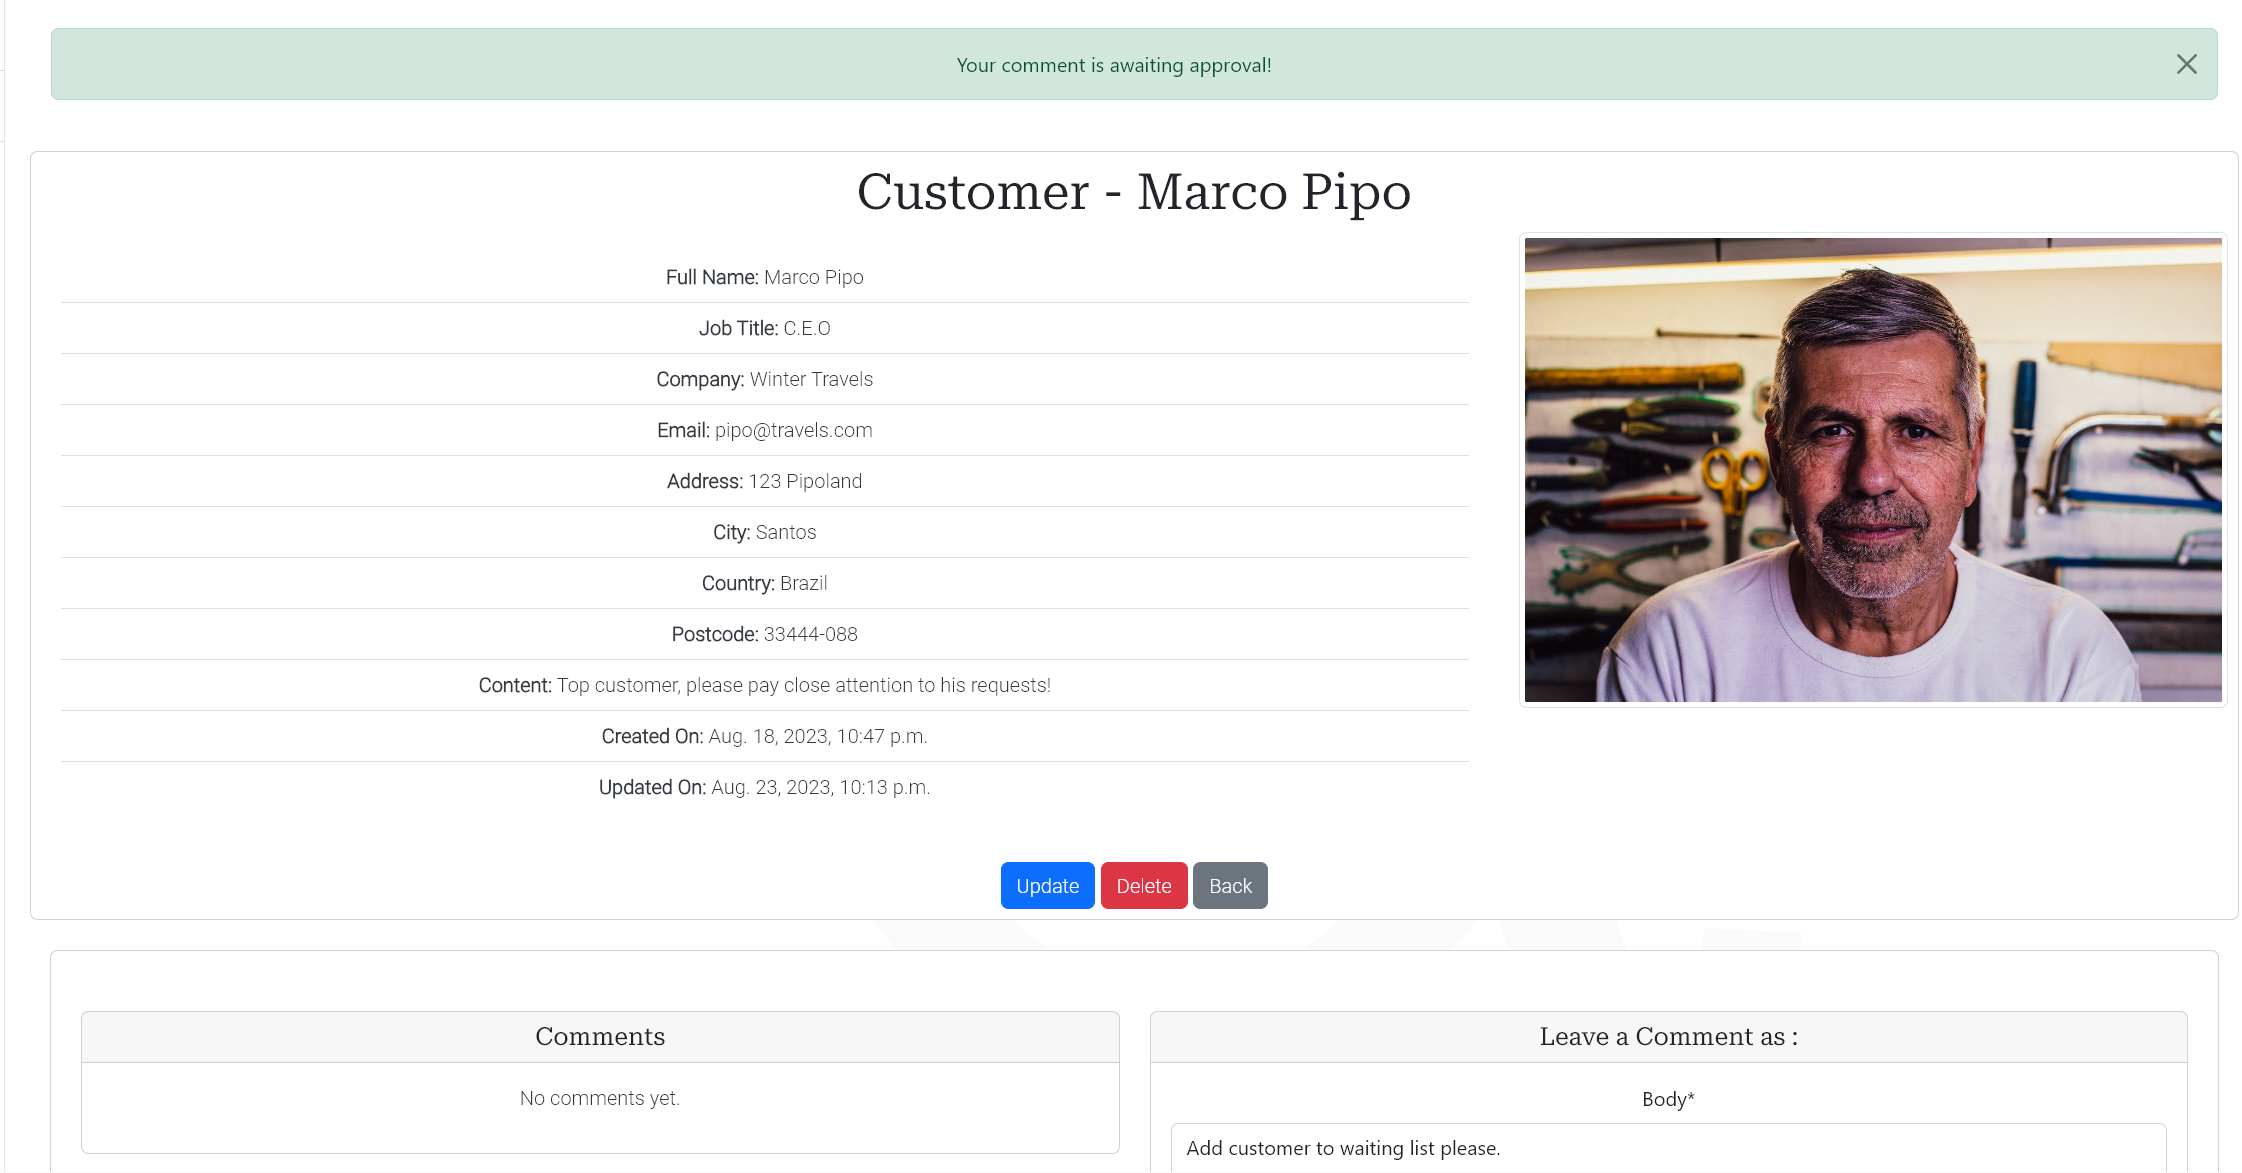 Your comment is awaiting approval!
Customer - Marco Pipo
Full Name: Marco Pipo
Job Title: C.E.O
Company: Winter Travels
Email: pipo@travels.com
Address: 123 Pipoland
City: Santos
Country: Brazil
Postcode: 33444-088
Content: Top customer, please pay close attention to his requests!
Created On: Aug. 18, 2023, 10:47 p.m.
Updated On: Aug. 23, 2023, 10:13 p.m.
Update Delete Back
Comments
No comments yet.
Leave a Comment as :
Body*
Add customer to waiting list please.